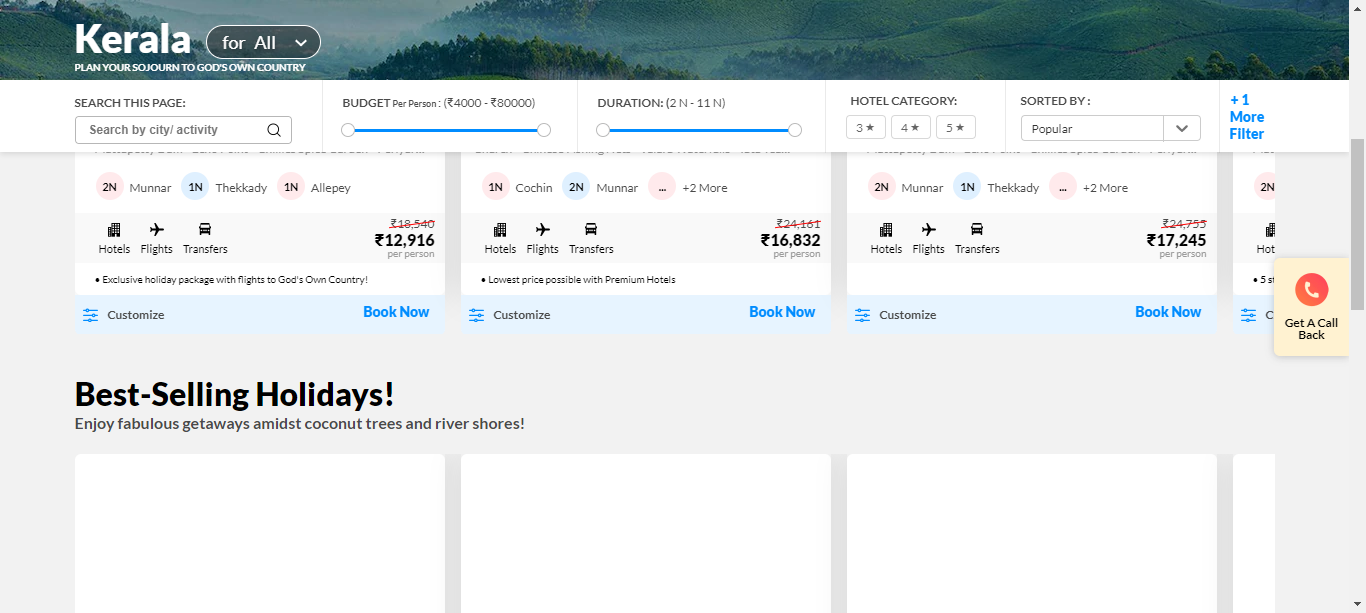 Kerala
for All
PLAN YOUR SOJOURN TO GOD'S OWN COUNTRY
SEARCH THIS PAGE:
Search by city/ activity
BUDGET Per Person : (₹4000 - ₹80000)
DURATION: (2 N - 11 N)
HOTEL CATEGORY:
3 ★ 4 ★ 5 ★
SORTED BY :
Popular
+ 1
More
Filter
2N Munnar 1N Thekkady 1N Allepey
Hotels Flights Transfers
₹18,540
₹12,916
per person
• Exclusive holiday package with flights to God's Own Country!
Customize Book Now
1N Cochin 2N Munnar ... +2 More
Hotels Flights Transfers
₹24,161
₹16,832
per person
• Lowest price possible with Premium Hotels
Customize Book Now
2N Munnar 1N Thekkady ... +2 More
Hotels Flights Transfers
₹24,755
₹17,245
per person
Customize Book Now
2N
• 5
Get A Call
Back
Best-Selling Holidays!
Enjoy fabulous getaways amidst coconut trees and river shores!